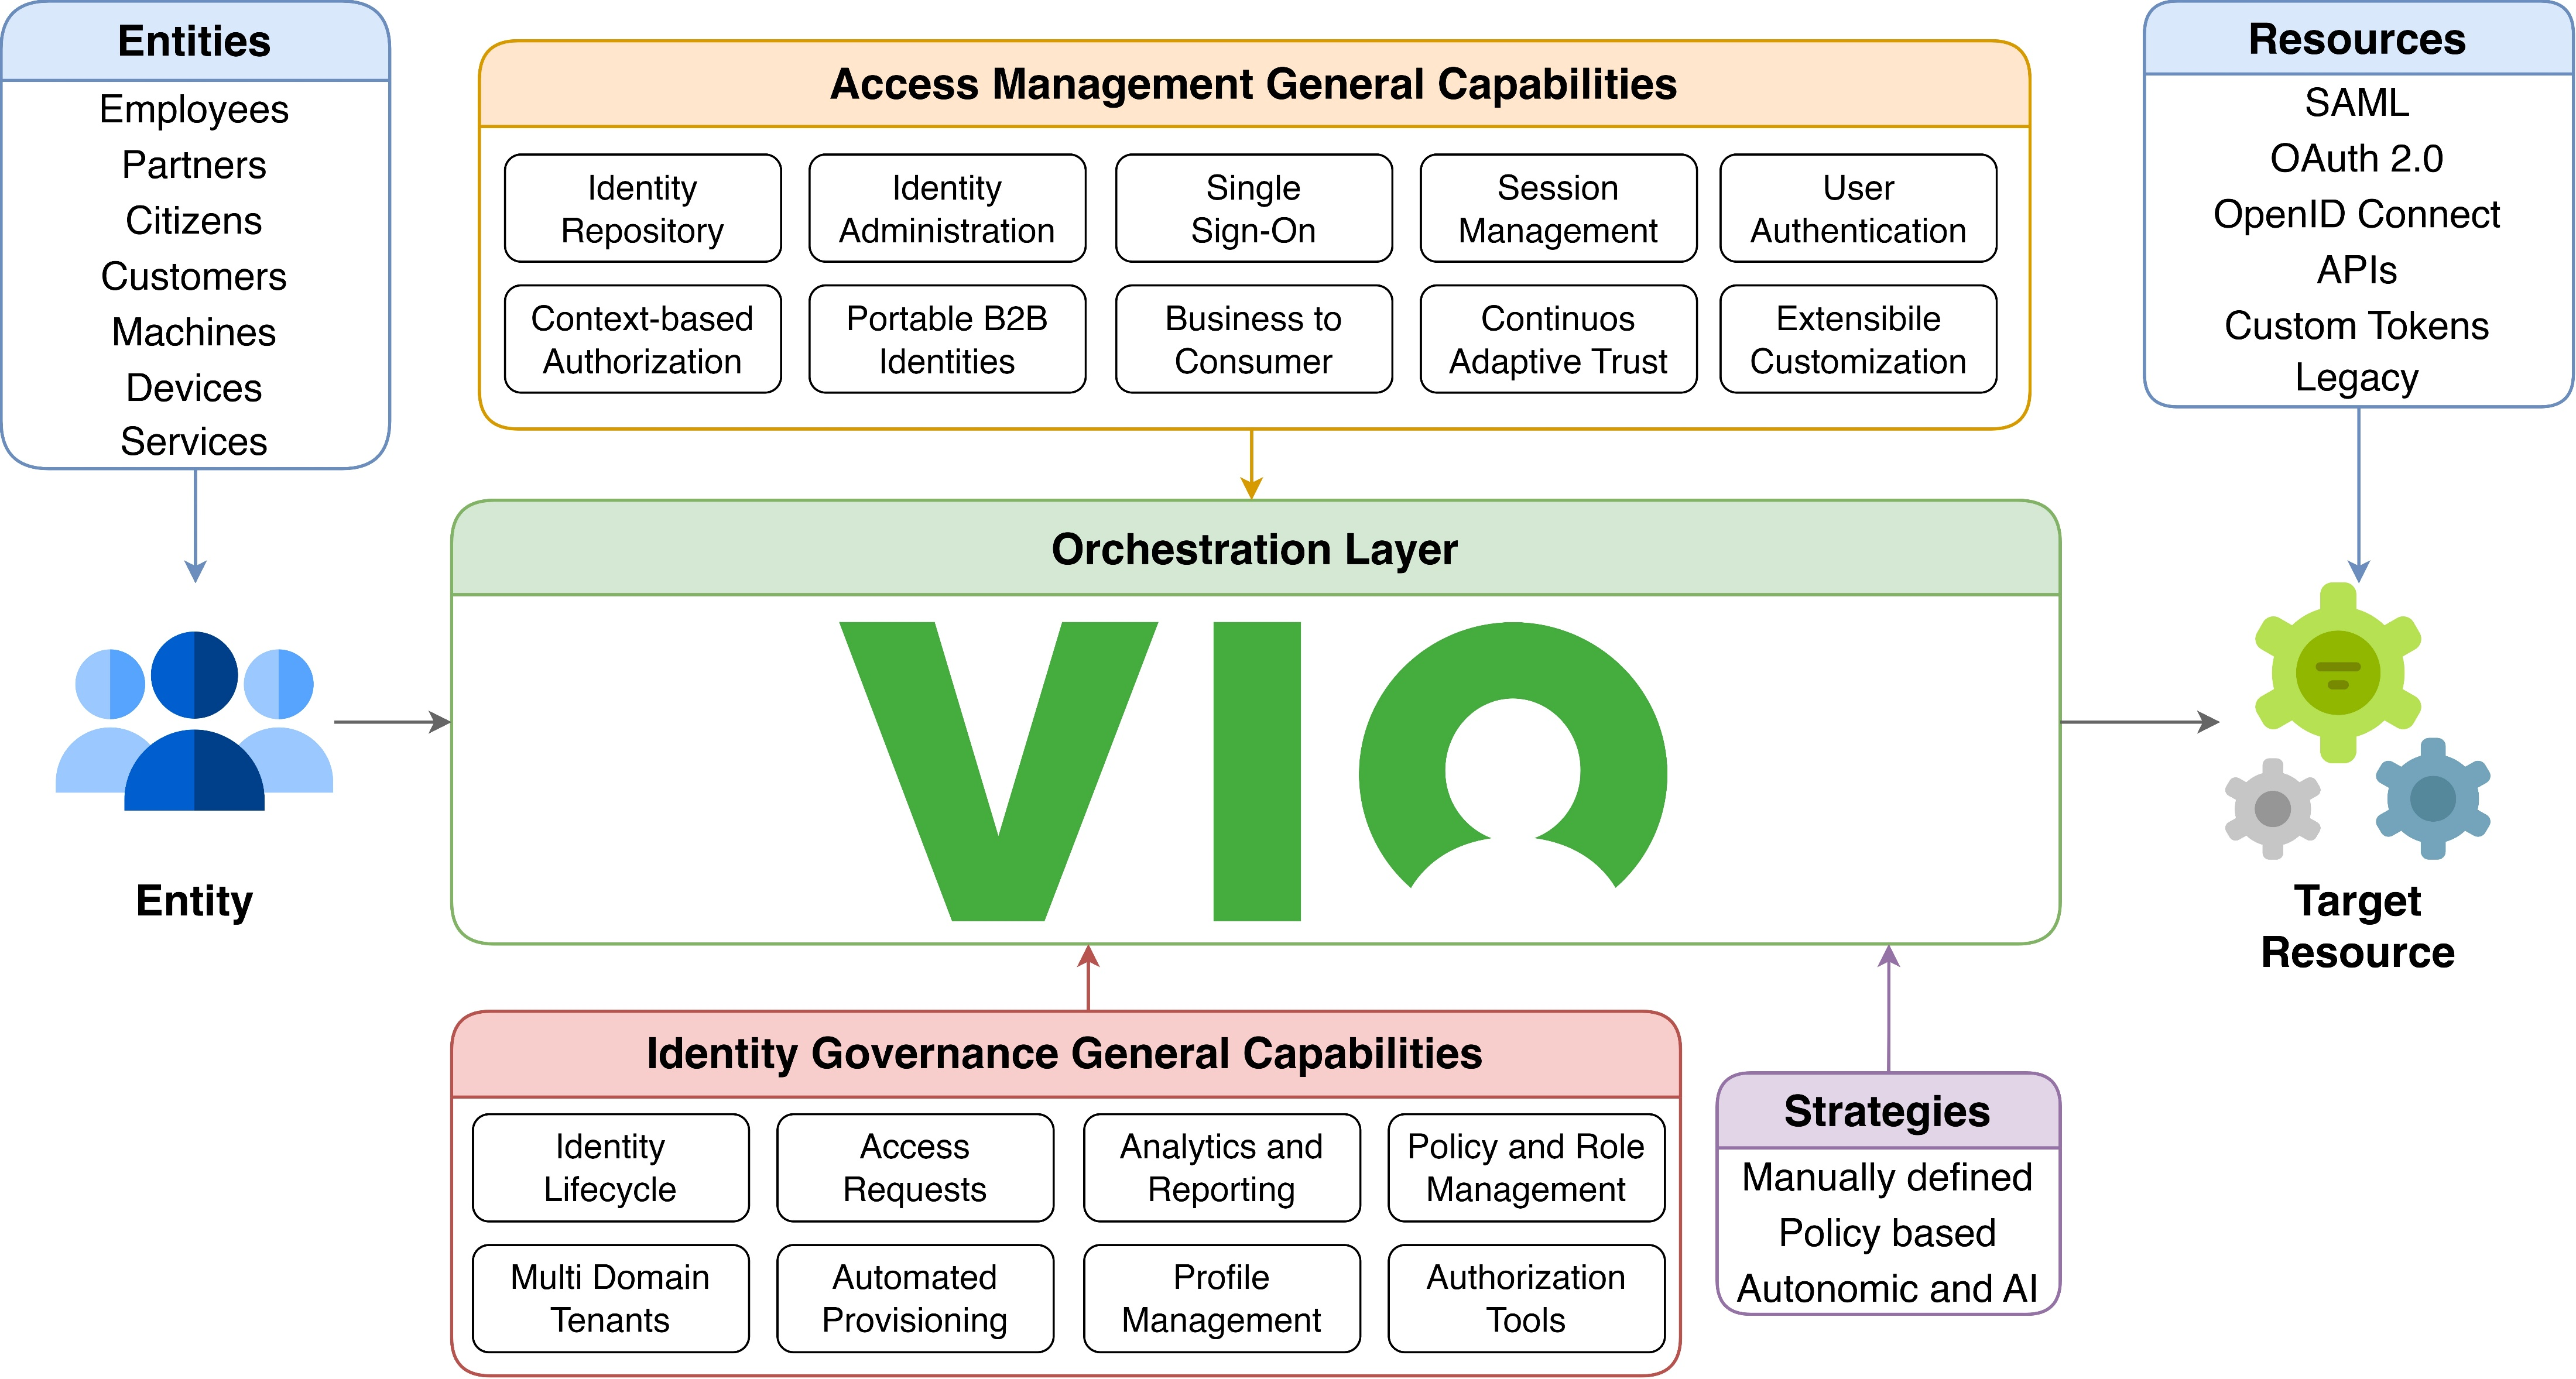 Entities
Employees
Partners
Citizens
Customers
Machines
Devices
Services
Access Management General Capabilities
Identity
Repository
Identity
Administration
Single
Sign-On
Session
Management
User
Authentication
Context-based
Authorization
Portable B2B
Identities
Business to
Consumer
Continuos
Adaptive Trust
Extensibile
Customization
Resources
SAML
OAuth 2.0
OpenID Connect
APIs
Custom Tokens
Legacy
Orchestration Layer
VIO
Entity
Target
Resource
Identity Governance General Capabilities
Identity
Lifecycle
Access
Requests
Analytics and
Reporting
Policy and Role
Management
Multi Domain
Tenants
Automated
Provisioning
Profile
Management
Authorization
Tools
Strategies
Manually defined
Policy based
Autonomic and AI